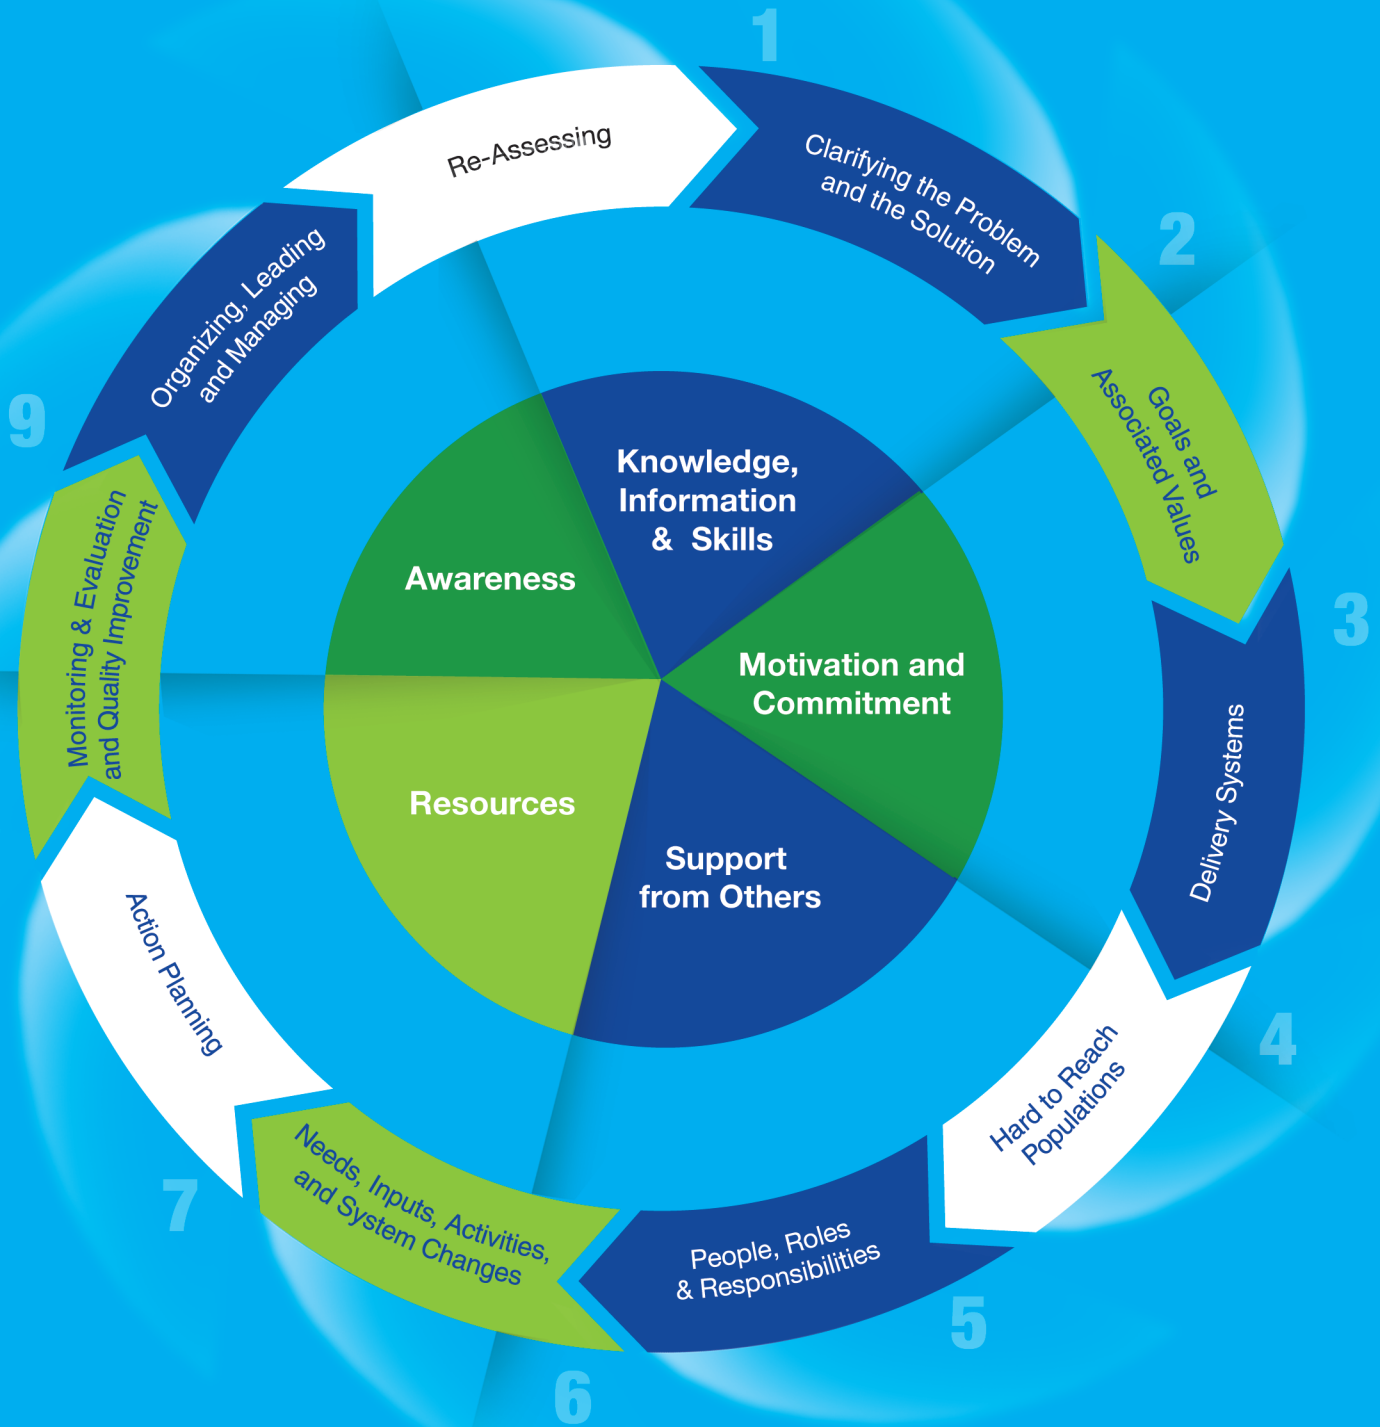 1
Re-Assessing
Clarifying the Problem
and the Solution
2
Goals and
Associated Values
3
Delivery Systems
4
Hard to Reach
Populations
5
People, Roles
& Responsibilities
6
Needs, Inputs, Activities,
and System Changes
7
Action Planning
Monitoring & Evaluation
and Quality Improvement
9
Organizing, Leading
and Managing
Knowledge,
Information
& Skills
Motivation and
Commitment
Support
from Others
Resources
Awareness